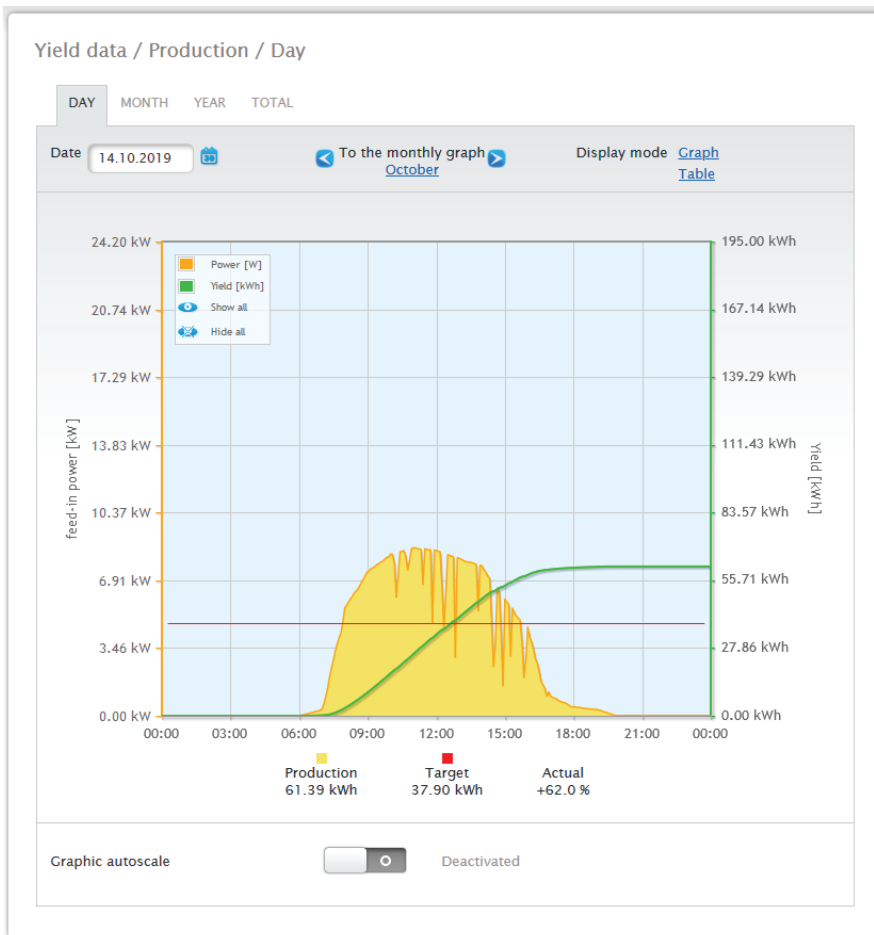 Yield data / Production / Day
DAY MONTH YEAR TOTAL
Date 14.10.2019 30 To the monthly graph Display mode Graph
October Table
24.20 kW 195.00 kWh
Power [W]
Yield [kWh]
Show all
Hide all
20.74 kW 167.14 kWh
17.29 kW 139.29 kWh
13.83 kW 111.43 kWh
feed-in power [kW] Yield [kWh]
10.37 kW 83.57 kWh
6.91 kW 55.71 kWh
3.46 kW 27.86 kWh
0.00 kW 0.00 kWh
00:00 03:00 06:00 09:00 12:00 15:00 18:00 21:00 00:00
Production Target Actual
61.39 kWh 37.90 kWh +62.0 %
Graphic autoscale Deactivated